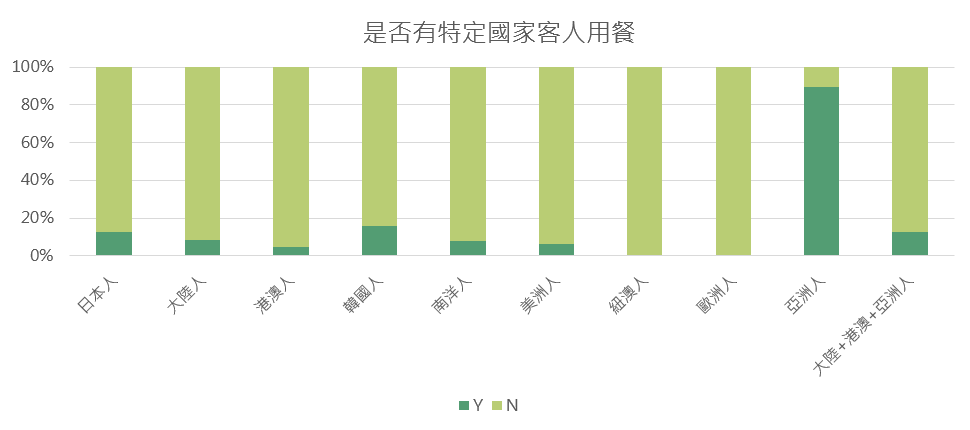 是否有特定國家客人用餐
100%
80%
60%
40%
20%
0%
日本人
大陸人
港澳人
韓國人
南洋人
美洲人
紐澳人
歐洲人
亞洲人
大陸+港澳+亞洲人
Y N